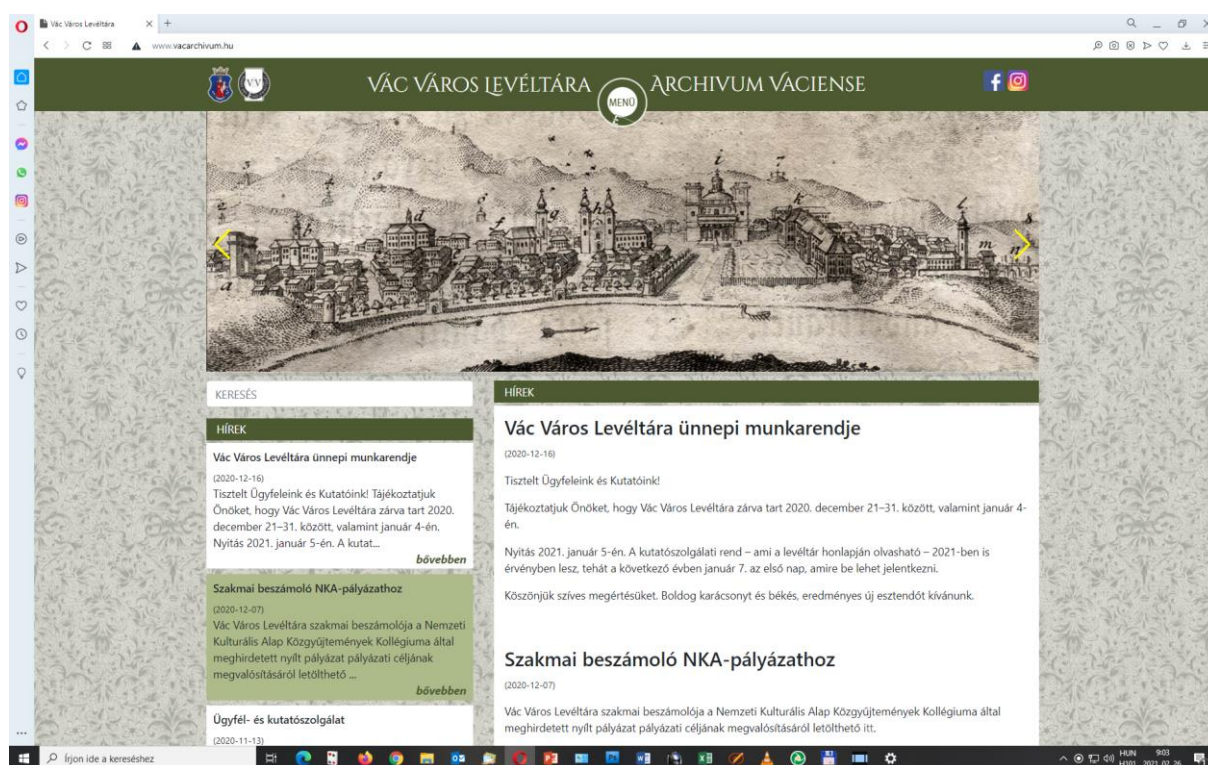 Vác Város Levéltára
www.vacarchivum.hu
VÁC VÁROS LEVÉLTÁRA
MENÜ
ARCHIVUM VACIENSE
KERESÉS
HÍREK
Vác Város Levéltára ünnepi munkarendje
(2020-12-16)
Tisztelt Ügyfeleink és Kutatóink! Tájékoztatjuk
Önöket, hogy Vác Város Levéltára zárva tart 2020.
december 21–31. között, valamint január 4-én.
Nyitás 2021. január 5-én. A kutat...
bővebben
Szakmai beszámoló NKA-pályázathoz
(2020-12-07)
Vác Város Levéltára szakmai beszámolója a Nemzeti
Kulturális Alap Közgyűjtemények Kollégiuma által
meghirdetett nyílt pályázat pályázati céljának
megvalósításáról letölthető ...
bővebben
Ügyfél- és kutatószolgálat
(2020-11-13)
HÍREK
Vác Város Levéltára ünnepi munkarendje
(2020-12-16)
Tisztelt Ügyfeleink és Kutatóink!
Tájékoztatjuk Önöket, hogy Vác Város Levéltára zárva tart 2020. december 21–31. között, valamint január 4-
én.
Nyitás 2021. január 5-én. A kutatószolgálati rend – ami a levéltár honlapján olvasható – 2021-ben is
érvényben lesz, tehát a következő évben január 7. az első nap, amire be lehet jelentkezni.
Köszönjük szíves megértésüket. Boldog karácsonyt és békés, eredményes új esztendőt kívánunk.
Szakmai beszámoló NKA-pályázathoz
(2020-12-07)
Vác Város Levéltára szakmai beszámolója a Nemzeti Kulturális Alap Közgyűjtemények Kollégiuma által
meghirdetett nyílt pályázat pályázati céljának megvalósításáról letölthető itt.
Írjon ide a kereséshez
HUN
9:03
H101
2021. 02. 26.